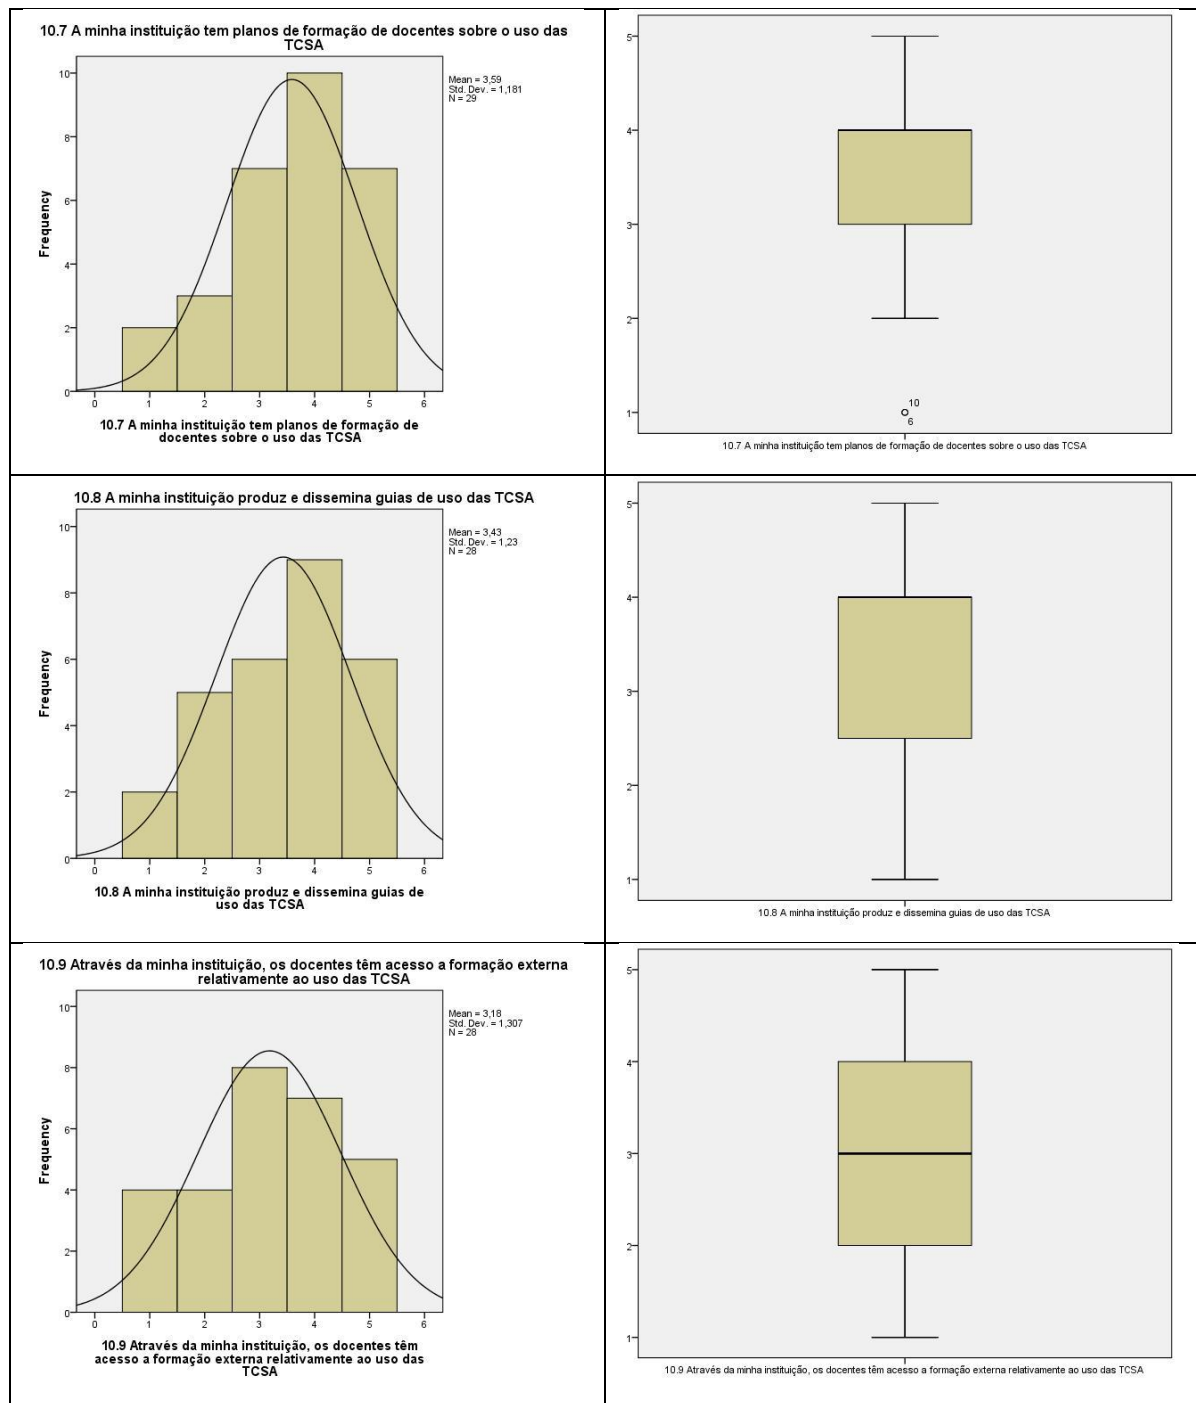 10.7 A minha instituição tem planos de formação de docentes sobre o uso das
TCSA
Mean = 3,59
Std. Dev. = 1,181
N = 29
Frequency
10
8
6
4
2
0
0 1 2 3 4 5 6
10.7 A minha instituição tem planos de formação de
docentes sobre o uso das TCSA
5
4
3
2
1
10
6
10.7 A minha instituição tem planos de formação de docentes sobre o uso das TCSA
10.8 A minha instituição produz e dissemina guias de uso das TCSA
Mean = 3,43
Std. Dev. = 1,23
N = 28
Frequency
10
8
6
4
2
0
0 1 2 3 4 5 6
10.8 A minha instituição produz e dissemina guias de
uso das TCSA
5
4
3
2
1
10.8 A minha instituição produz e dissemina guias de uso das TCSA
10.9 Através da minha instituição, os docentes têm acesso a formação externa
relativamente ao uso das TCSA
Mean = 3,18
Std. Dev. = 1,307
N = 28
Frequency
10
8
6
4
2
0
0 1 2 3 4 5 6
10.9 Através da minha instituição, os docentes têm
acesso a formação externa relativamente ao uso das
TCSA
5
4
3
2
1
10.9 Através da minha instituição, os docentes têm acesso a formação externa relativamente ao uso das TCSA